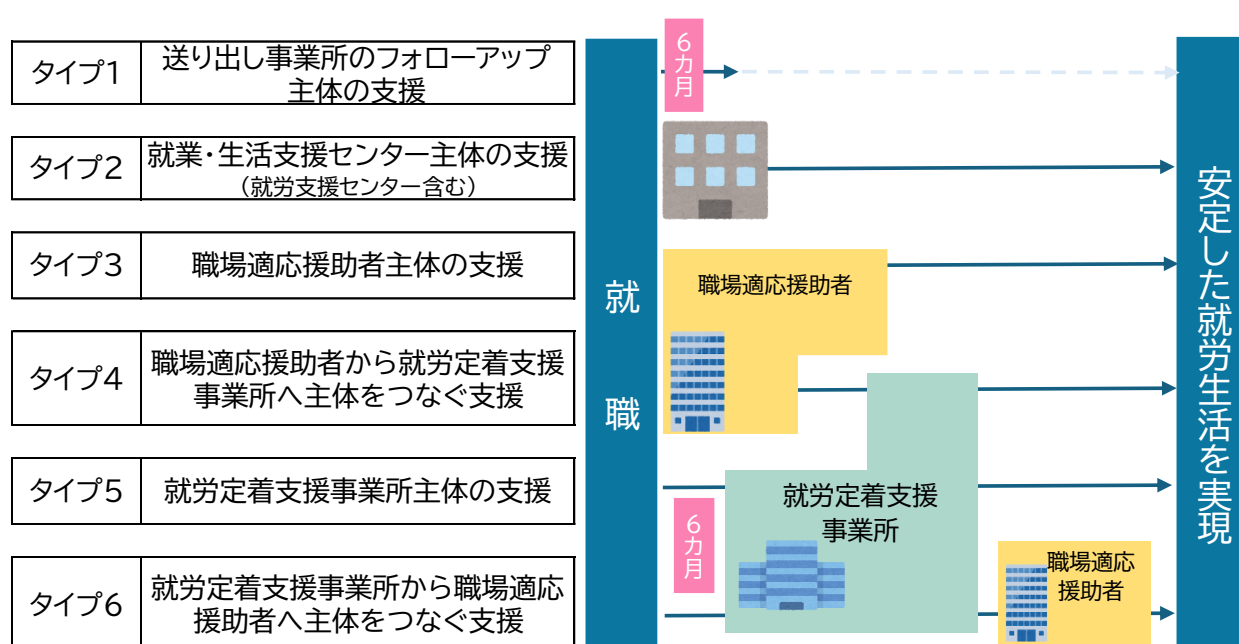 タイプ1
送り出し事業所のフォローアップ
主体の支援
タイプ2
就業・生活支援センター主体の支援
（就労支援センター含む）
タイプ3
職場適応援助者主体の支援
タイプ4
職場適応援助者から就労定着支援
事業所へ主体をつなぐ支援
タイプ5
就労定着支援事業所主体の支援
タイプ6
就労定着支援事業所から職場適応
援助者へ主体をつなぐ支援
就職
6カ月
職場適応援助者
就労定着支援
事業所
6カ月
職場適応
援助者
安定した就労生活を実現